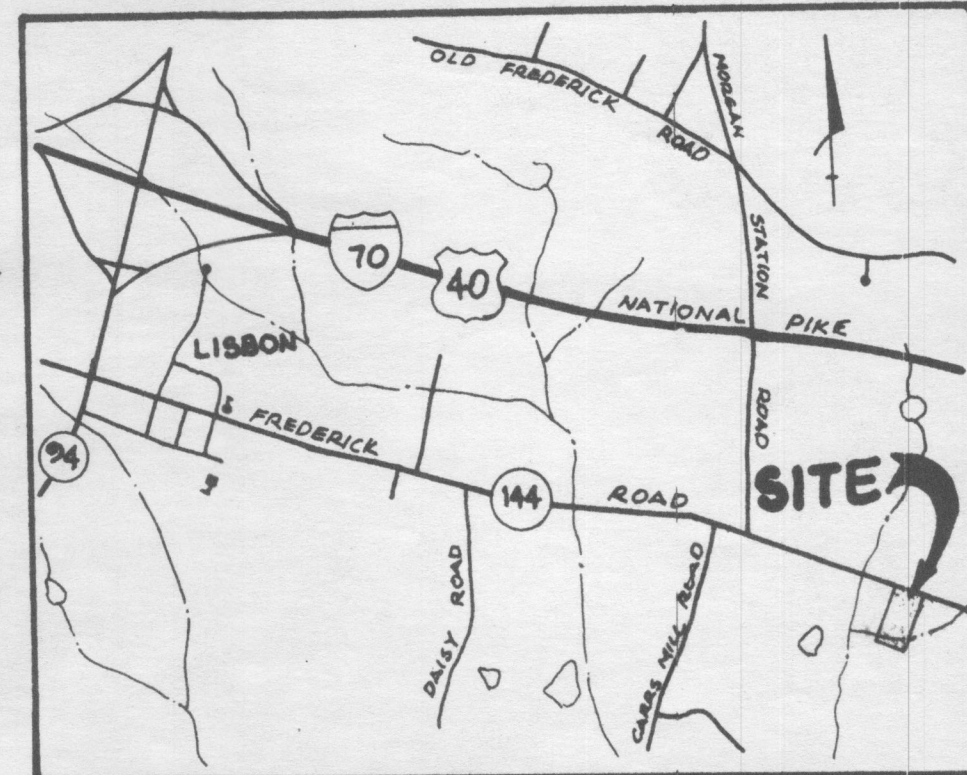 OLD FREDERICK ROAD
MORGAN STATION ROAD
70
40
NATIONAL PIKE
LISBON
FREDERICK ROAD
94
144
SITE
DAISY ROAD
CARRS MILL ROAD